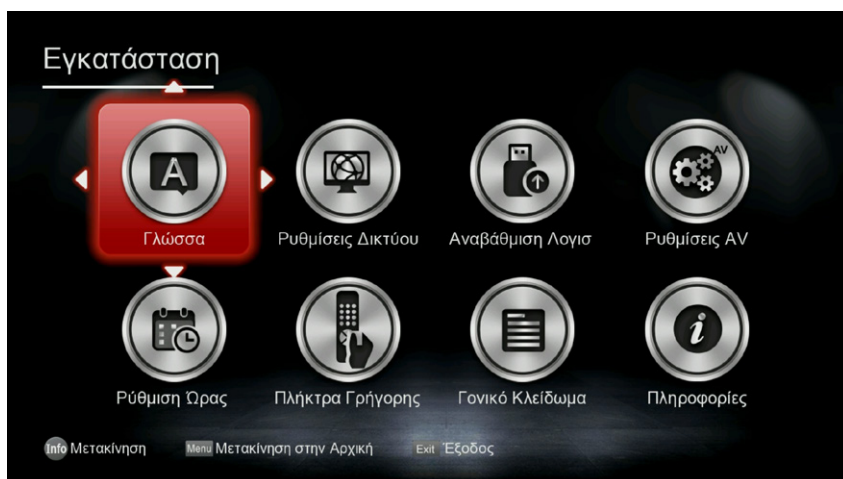 Εγκατάσταση
A
AV
Γλώσσα Ρυθμίσεις Δικτύου Αναβάθμιση Λογισ Ρυθμίσεις AV
i
Ρύθμιση Ώρας Πλήκτρα Γρήγορης Γονικό Κλείδωμα Πληροφορίες
Info Μετακίνηση Menu Μετακίνηση στην Αρχική Exit Έξοδος